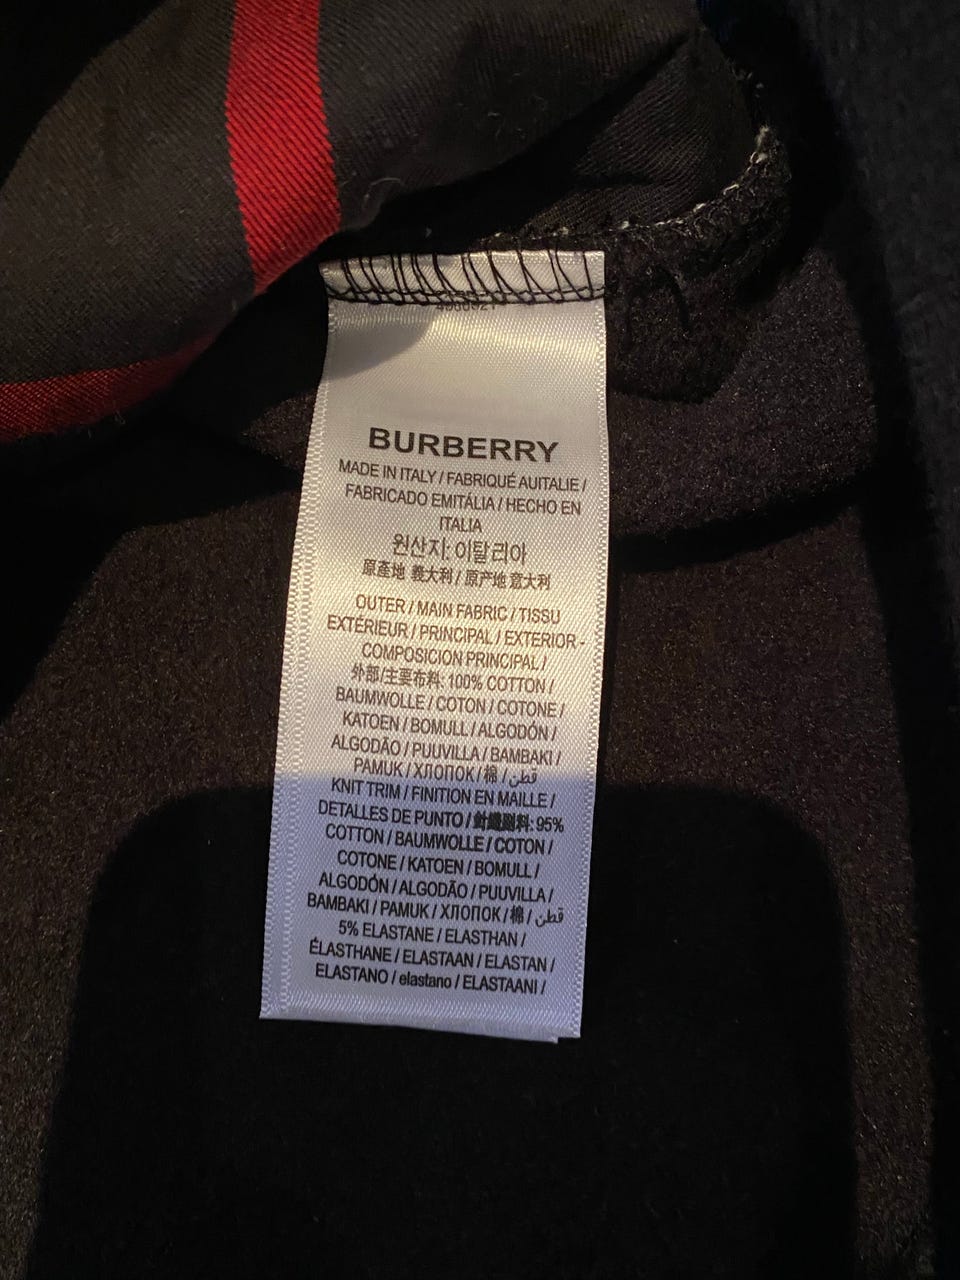 BURBERRY
MADE IN ITALY / FABRIQUÉ AUITALIE /
FABRICADO EMITÁLIA / HECHO EN
ITALIA
원산지: 이탈리아
原產地 義大利 / 原产地 意大利
OUTER / MAIN FABRIC / TISSU
EXTÉRIEUR / PRINCIPAL / EXTERIOR -
COMPOSICION PRINCIPAL /
外部/主要布料: 100% COTTON /
BAUMWOLLE / COTON / COTONE /
KATOEN / BOMULL / ALGODÓN /
ALGODÃO / PUUVILLA / BAMBAKI /
PAMUK / ХЛОПОК / 棉 / قطن
KNIT TRIM / FINITION EN MAILLE /
DETALLES DE PUNTO / 針織副料: 95%
COTTON / BAUMWOLLE / COTON /
COTONE / KATOEN / BOMULL /
ALGODÓN / ALGODÃO / PUUVILLA /
BAMBAKI / PAMUK / ХЛОПОК / 棉 / قطن
5% ELASTANE / ELASTHAN /
ÉLASTHANE / ELASTAAN / ELASTAN /
ELASTANO / elastano / ELASTAANI /